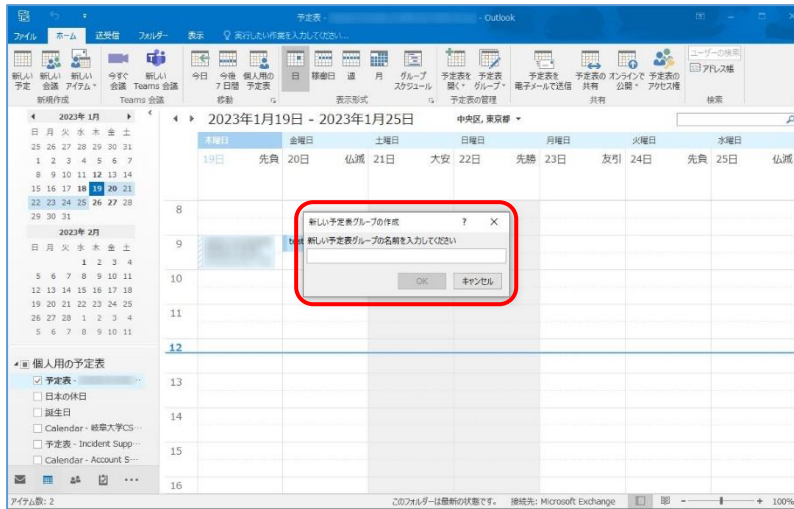 予定表 -
- Outlook
ファイル ホーム 送受信 フォルダー 表示 実行したい作業を入力してください...
新しい予定
新しい会議
新しいアイテム
今すぐ会議
新しいTeams 会議
今日
今後7日間
個人用の予定表
日
稼働日
週
月
グループスケジュール
予定表を開く
予定表グループ
予定表を電子メールで送信
予定表の共有
オンラインで公開
予定表のアクセス権
ユーザーの検索
アドレス帳
新規作成 Teams 会議 移動 表示形式 予定表の管理 共有 検索
2023年 1月
日 月 火 水 木 金 土
25 26 27 28 29 30 31
1 2 3 4 5 6 7
8 9 10 11 12 13 14
15 16 17 18 19 20 21
22 23 24 25 26 27 28
29 30 31
2023年 2月
日 月 火 水 木 金 土
1 2 3 4
5 6 7 8 9 10 11
12 13 14 15 16 17 18
19 20 21 22 23 24 25
26 27 28 1 2 3 4
5 6 7 8 9 10 11
個人用の予定表
予定表 - ...
日本の休日
誕生日
Calendar - 岐阜大学CS...
予定表 - Incident Supp...
Calendar - Account S...
2023年1月19日 - 2023年1月25日 中央区, 東京都
木曜日 金曜日 土曜日 日曜日 月曜日 火曜日 水曜日
19日 先負 20日 仏滅 21日 大安 22日 先勝 23日 友引 24日 先負 25日 仏滅
8
9
test
10
11
12
13
14
15
16
新しい予定表グループの作成 ? ×
新しい予定表グループの名前を入力してください
OK キャンセル
アイテム数: 2 このフォルダーは最新の状態です。 接続先: Microsoft Exchange - + 100%